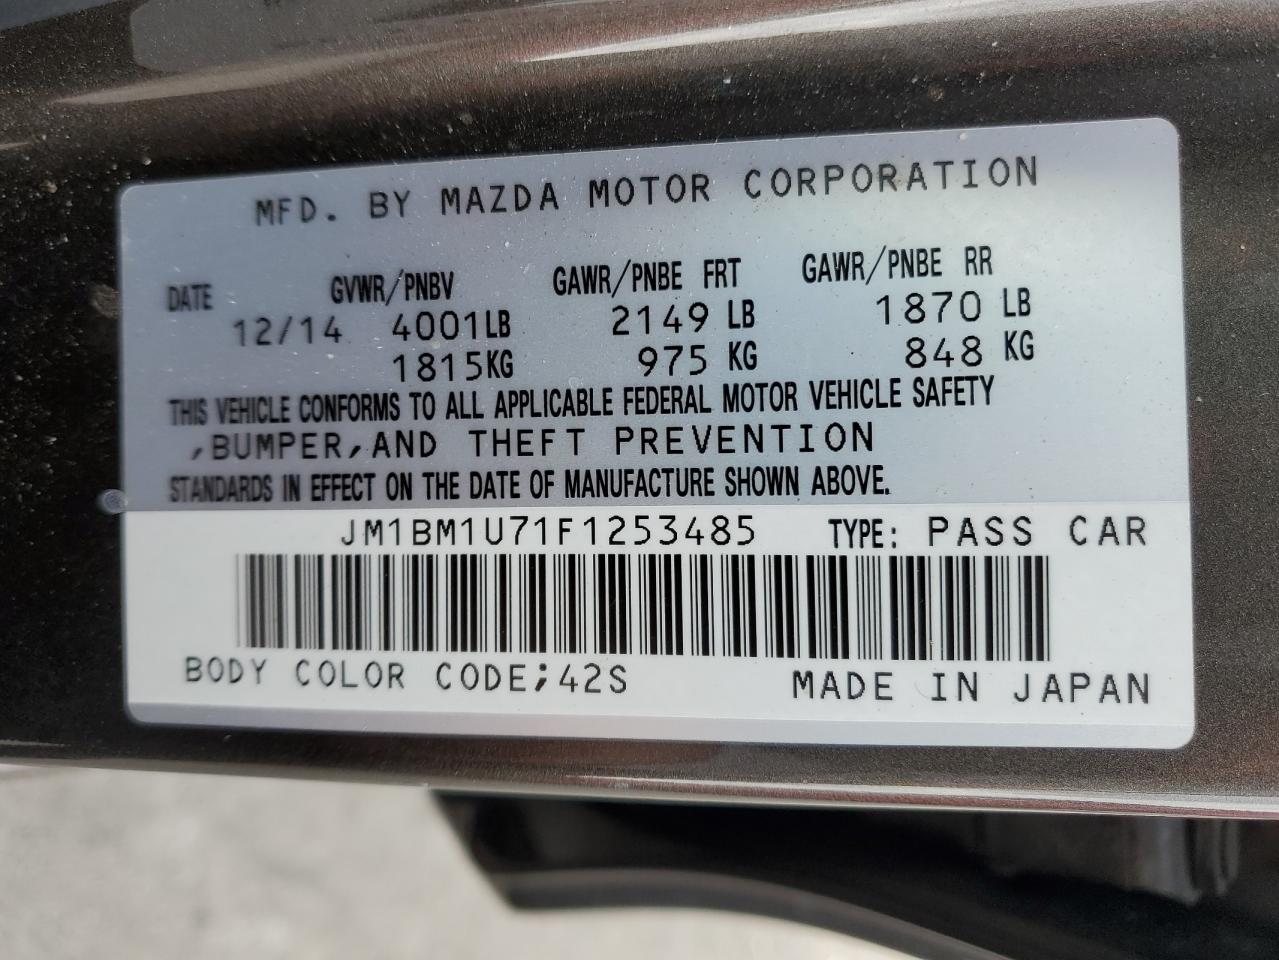 MFD. BY MAZDA MOTOR CORPORATION
DATE GVWR/PNBV GAWR/PNBE FRT GAWR/PNBE RR
12/14 4001LB 2149 LB 1870 LB
1815KG 975 KG 848 KG
THIS VEHICLE CONFORMS TO ALL APPLICABLE FEDERAL MOTOR VEHICLE SAFETY
,BUMPER,AND THEFT PREVENTION
STANDARDS IN EFFECT ON THE DATE OF MANUFACTURE SHOWN ABOVE.
JM1BM1U71F1253485 TYPE: PASS CAR
BODY COLOR CODE;42S MADE IN JAPAN